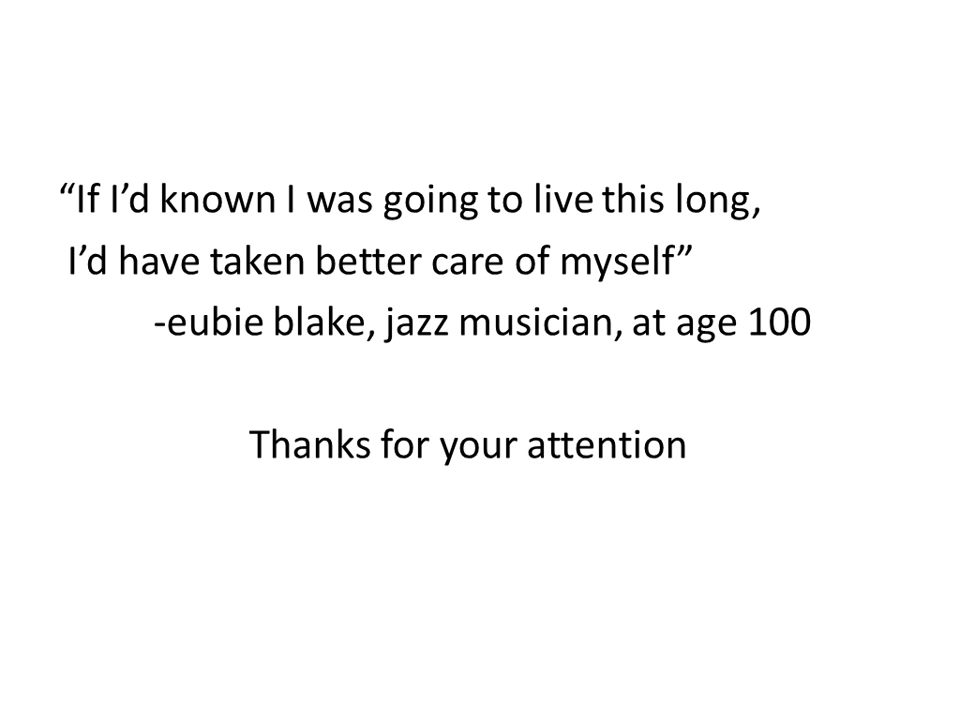 “If I’d known I was going to live this long,
I’d have taken better care of myself”
-eubie blake, jazz musician, at age 100
Thanks for your attention